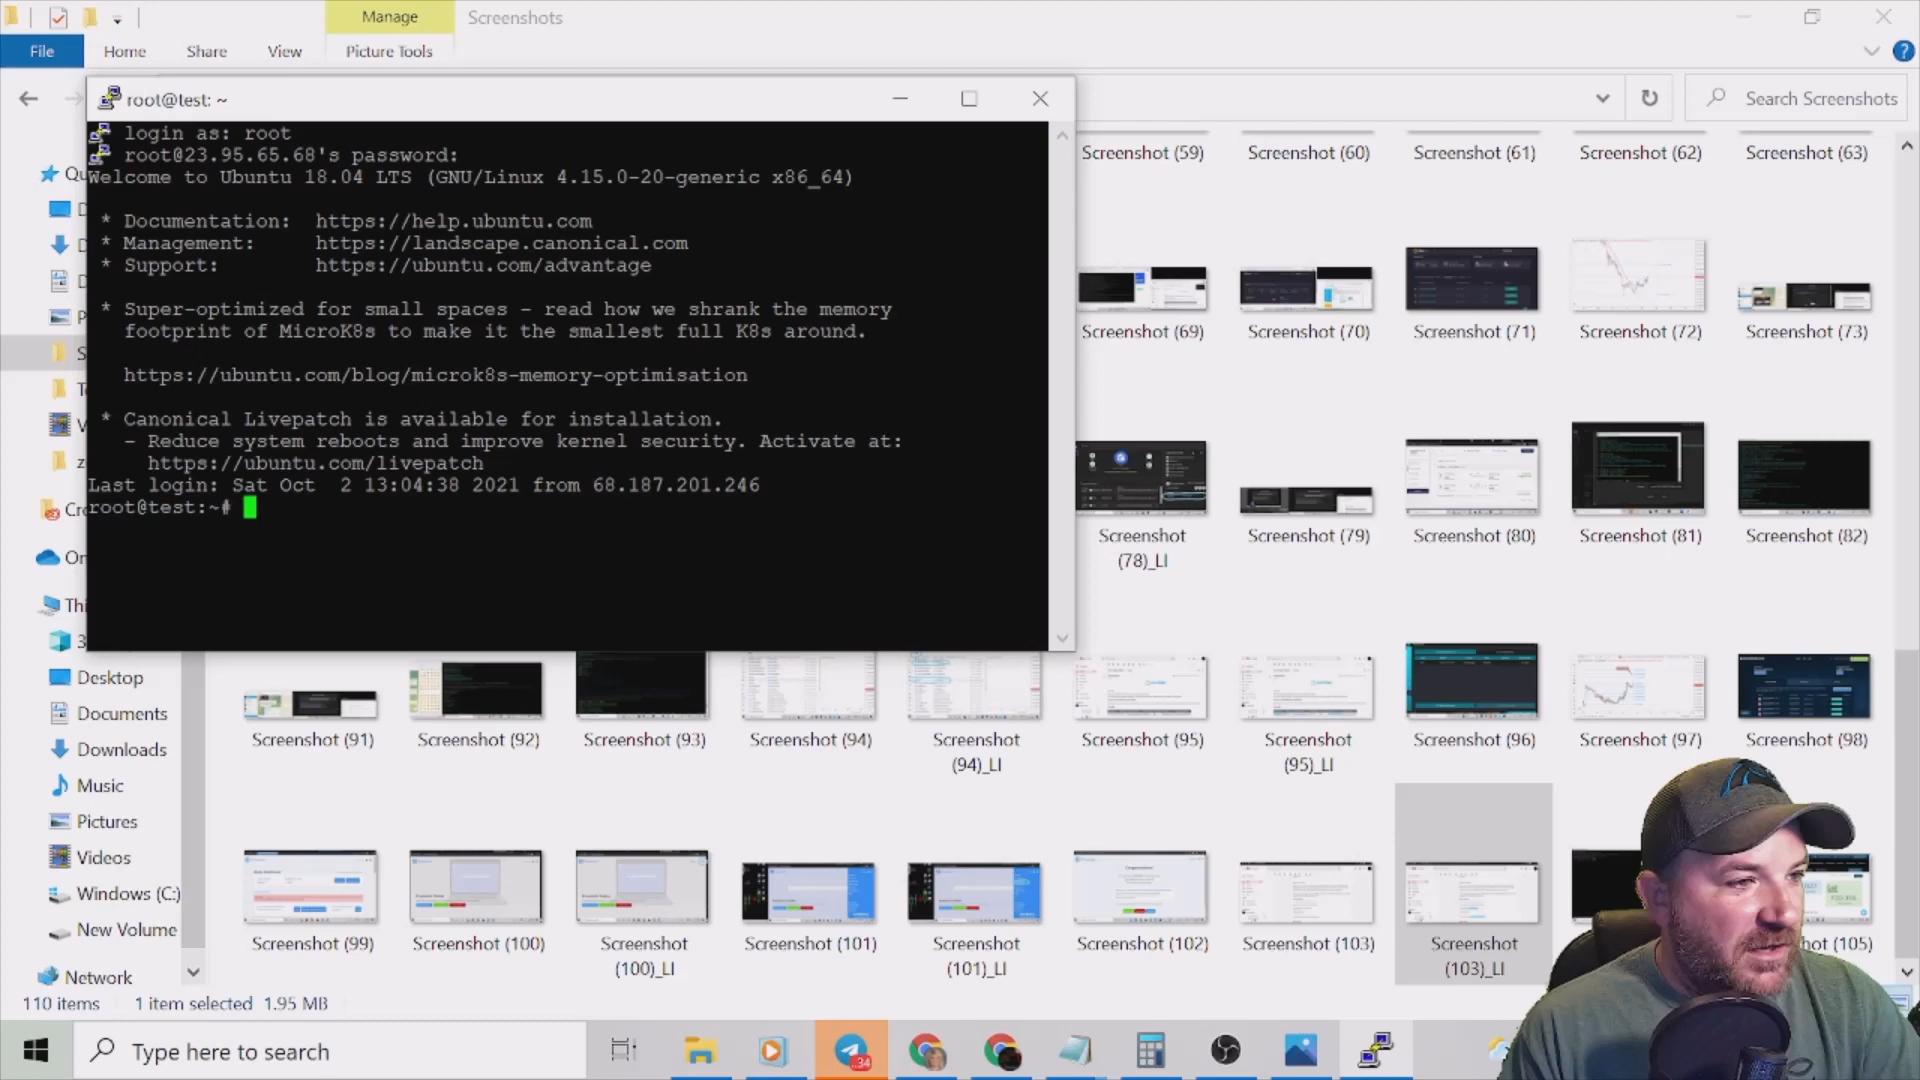 Manage
Screenshots
File
Home
Share
View
Picture Tools
root@test: ~
Search Screenshots
login as: root
root@23.95.65.68's password:
Welcome to Ubuntu 18.04 LTS (GNU/Linux 4.15.0-20-generic x86_64)
* Documentation: https://help.ubuntu.com
* Management: https://landscape.canonical.com
* Support: https://ubuntu.com/advantage
* Super-optimized for small spaces - read how we shrank the memory
footprint of MicroK8s to make it the smallest full K8s around.
https://ubuntu.com/blog/microk8s-memory-optimisation
* Canonical Livepatch is available for installation.
- Reduce system reboots and improve kernel security. Activate at:
https://ubuntu.com/livepatch
Last login: Sat Oct 2 13:04:38 2021 from 68.187.201.246
root@test:~#
Screenshot (59)
Screenshot (60)
Screenshot (61)
Screenshot (62)
Screenshot (63)
Screenshot (69)
Screenshot (70)
Screenshot (71)
Screenshot (72)
Screenshot (73)
Screenshot
(78)_LI
Screenshot (79)
Screenshot (80)
Screenshot (81)
Screenshot (82)
Desktop
Documents
Downloads
Music
Pictures
Videos
Windows (C:)
New Volume
Network
Screenshot (91)
Screenshot (92)
Screenshot (93)
Screenshot (94)
Screenshot
(94)_LI
Screenshot (95)
Screenshot
(95)_LI
Screenshot (96)
Screenshot (97)
Screenshot (98)
Screenshot (99)
Screenshot (100)
Screenshot
(100)_LI
Screenshot (101)
Screenshot
(101)_LI
Screenshot (102)
Screenshot (103)
Screenshot
(103)_LI
hot (105)
110 items
1 item selected 1.95 MB
Type here to search
34